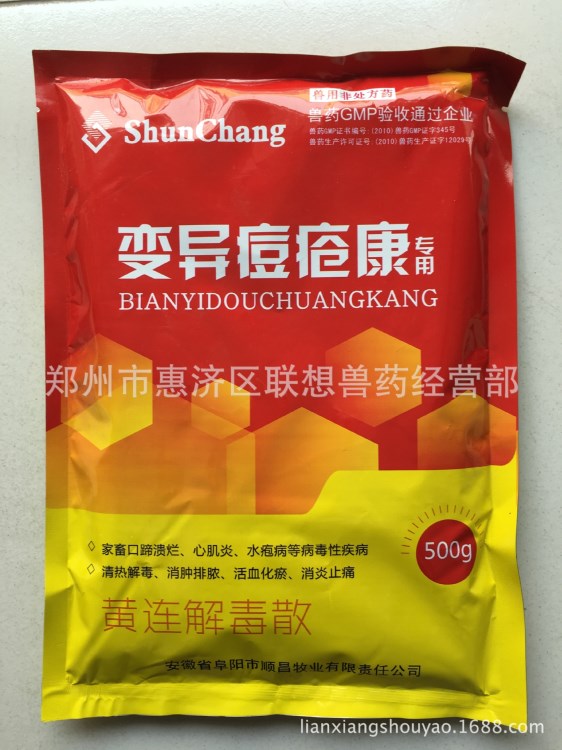 ShunChang
兽用非处方药
兽药GMP验收通过企业
兽药GMP证书编号:(2010)兽药GMP证字345号
兽药生产许可证号:(2010)兽药生产证字12029号
变异痘疮康专用
BIANYIDOUCHUANGKANG
郑州市惠济区联想兽药经营部
◇ 家畜口蹄溃烂、心肌炎、水疱病等病毒性疾病
◇ 清热解毒、消肿排脓、活血化瘀、消炎止痛
500g
黄连解毒散
安徽省阜阳市顺昌牧业有限责任公司
lianxiangshouyao.1688.com